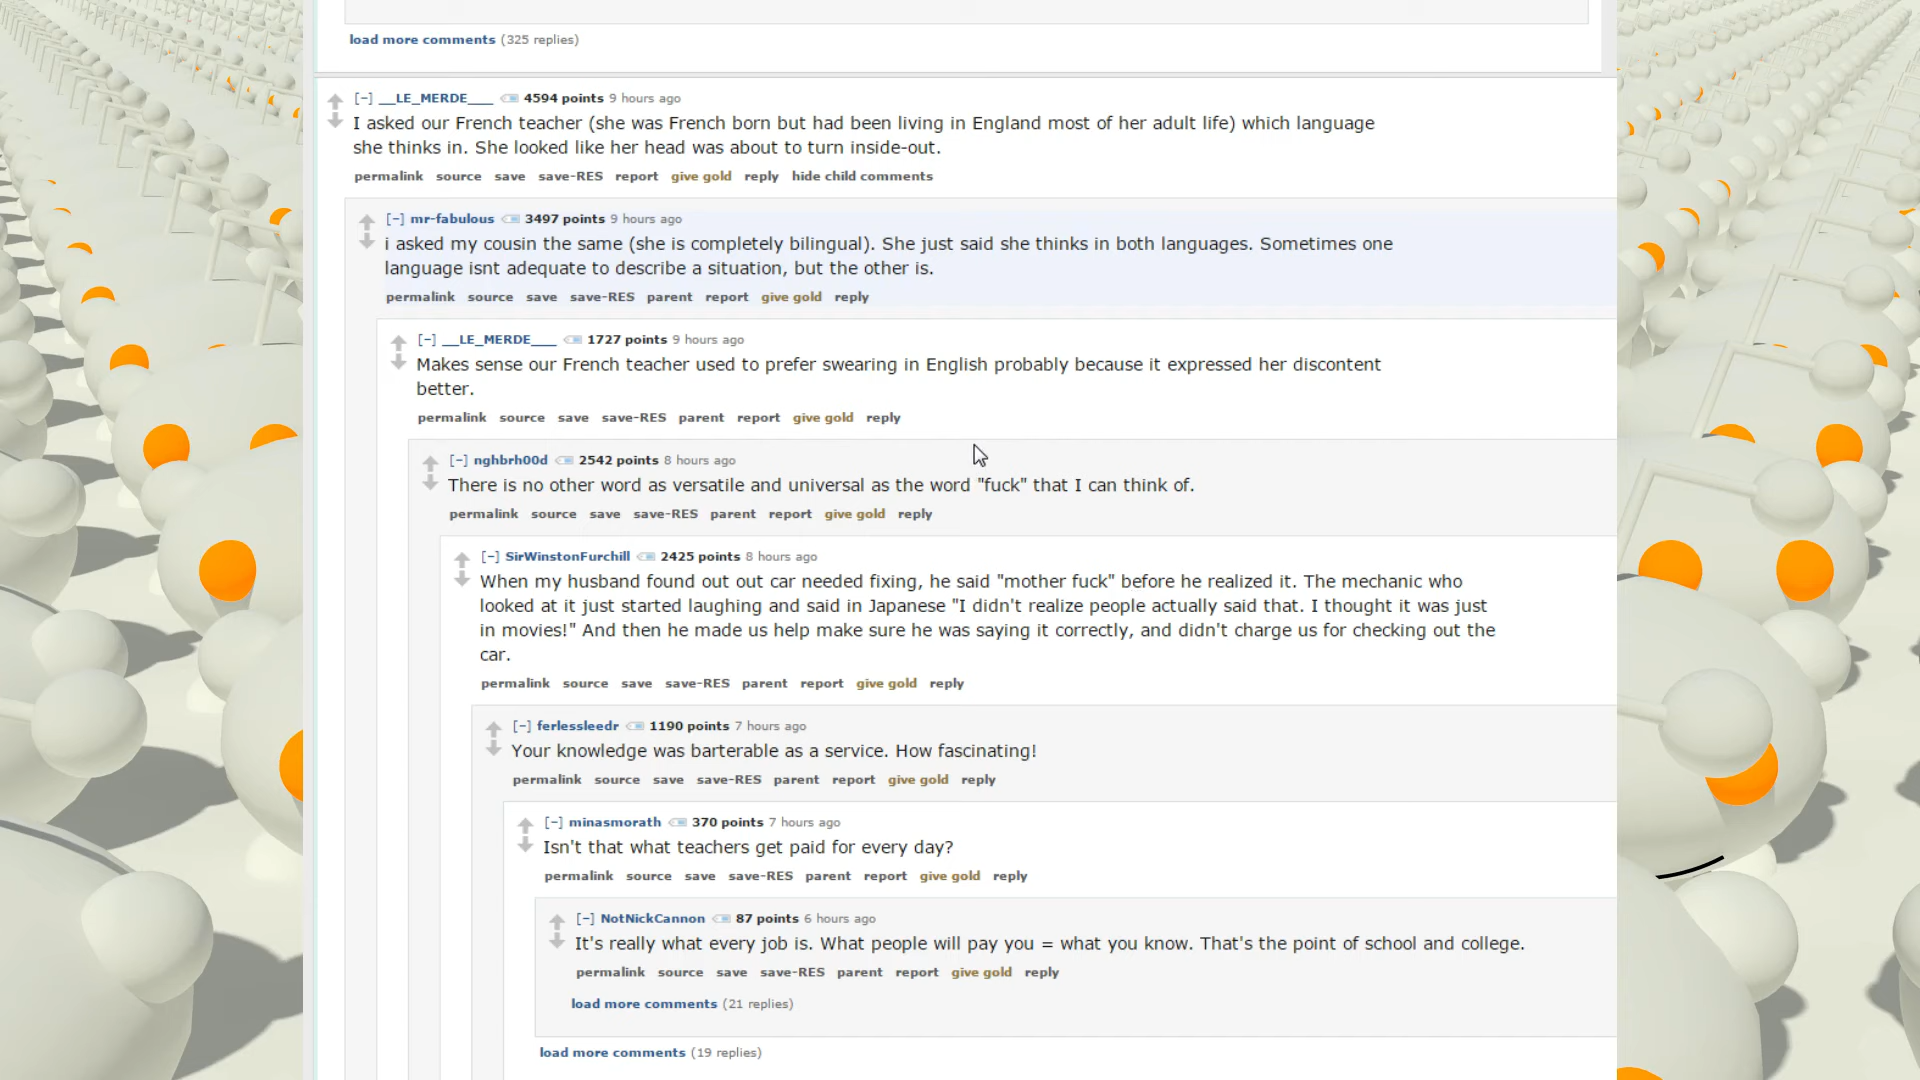 load more comments (325 replies)
[-] __LE_MERDE___ 4594 points 9 hours ago
I asked our French teacher (she was French born but had been living in England most of her adult life) which language
she thinks in. She looked like her head was about to turn inside-out.
permalink source save save-RES report give gold reply hide child comments
[-] mr-fabulous 3497 points 9 hours ago
i asked my cousin the same (she is completely bilingual). She just said she thinks in both languages. Sometimes one
language isnt adequate to describe a situation, but the other is.
permalink source save save-RES parent report give gold reply
[-] __LE_MERDE___ 1727 points 9 hours ago
Makes sense our French teacher used to prefer swearing in English probably because it expressed her discontent
better.
permalink source save save-RES parent report give gold reply
[-] nghbrh00d 2542 points 8 hours ago
There is no other word as versatile and universal as the word "fuck" that I can think of.
permalink source save save-RES parent report give gold reply
[-] SirWinstonFurchill 2425 points 8 hours ago
When my husband found out out car needed fixing, he said "mother fuck" before he realized it. The mechanic who
looked at it just started laughing and said in Japanese "I didn't realize people actually said that. I thought it was just
in movies!" And then he made us help make sure he was saying it correctly, and didn't charge us for checking out the
car.
permalink source save save-RES parent report give gold reply
[-] ferlessleedr 1190 points 7 hours ago
Your knowledge was barterable as a service. How fascinating!
permalink source save save-RES parent report give gold reply
[-] minasmorath 370 points 7 hours ago
Isn't that what teachers get paid for every day?
permalink source save save-RES parent report give gold reply
[-] NotNickCannon 87 points 6 hours ago
It's really what every job is. What people will pay you = what you know. That's the point of school and college.
permalink source save save-RES parent report give gold reply
load more comments (21 replies)
load more comments (19 replies)